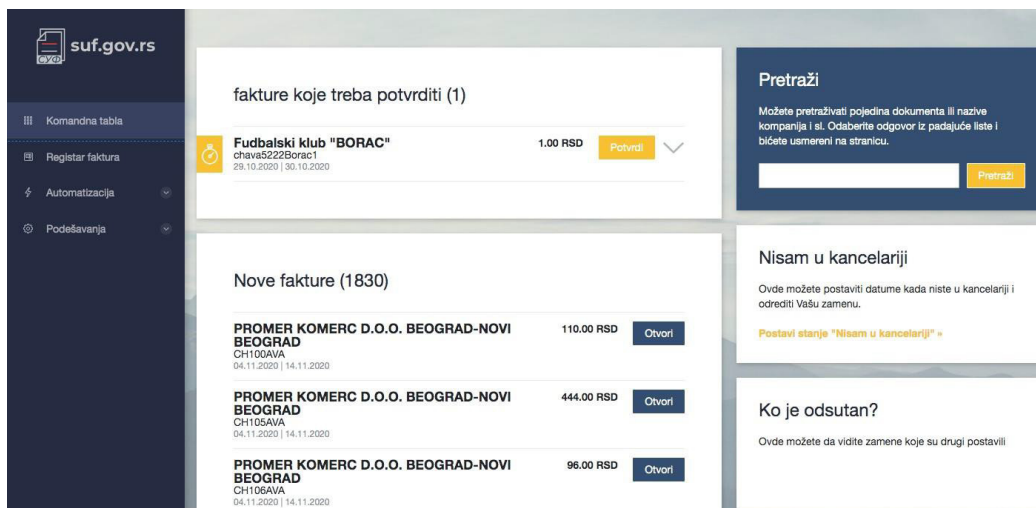 suf.gov.rs
СУФ
Komandna tabla
Registar faktura
Automatizacija
Podešavanja
fakture koje treba potvrditi (1)
Fudbalski klub "BORAC"
chava5222Borac1
29.10.2020 | 30.10.2020
1.00 RSD
Potvrdi
Nove fakture (1830)
PROMER KOMERC D.O.O. BEOGRAD-NOVI
BEOGRAD
CH100AVA
04.11.2020 | 14.11.2020
110.00 RSD
Otvori
PROMER KOMERC D.O.O. BEOGRAD-NOVI
BEOGRAD
CH105AVA
04.11.2020 | 14.11.2020
444.00 RSD
Otvori
PROMER KOMERC D.O.O. BEOGRAD-NOVI
BEOGRAD
CH106AVA
04.11.2020 | 14.11.2020
96.00 RSD
Otvori
Pretraži
Možete pretraživati pojedina dokumenta ili nazive
kompanija i sl. Odaberite odgovor iz padajuće liste i
bićete usmereni na stranicu.
Pretraži
Nisam u kancelariji
Ovde možete postaviti datume kada niste u kancelariji i
odrediti Vašu zamenu.
Postavi stanje "Nisam u kancelariji" »
Ko je odsutan?
Ovde možete da vidite zamene koje su drugi postavili